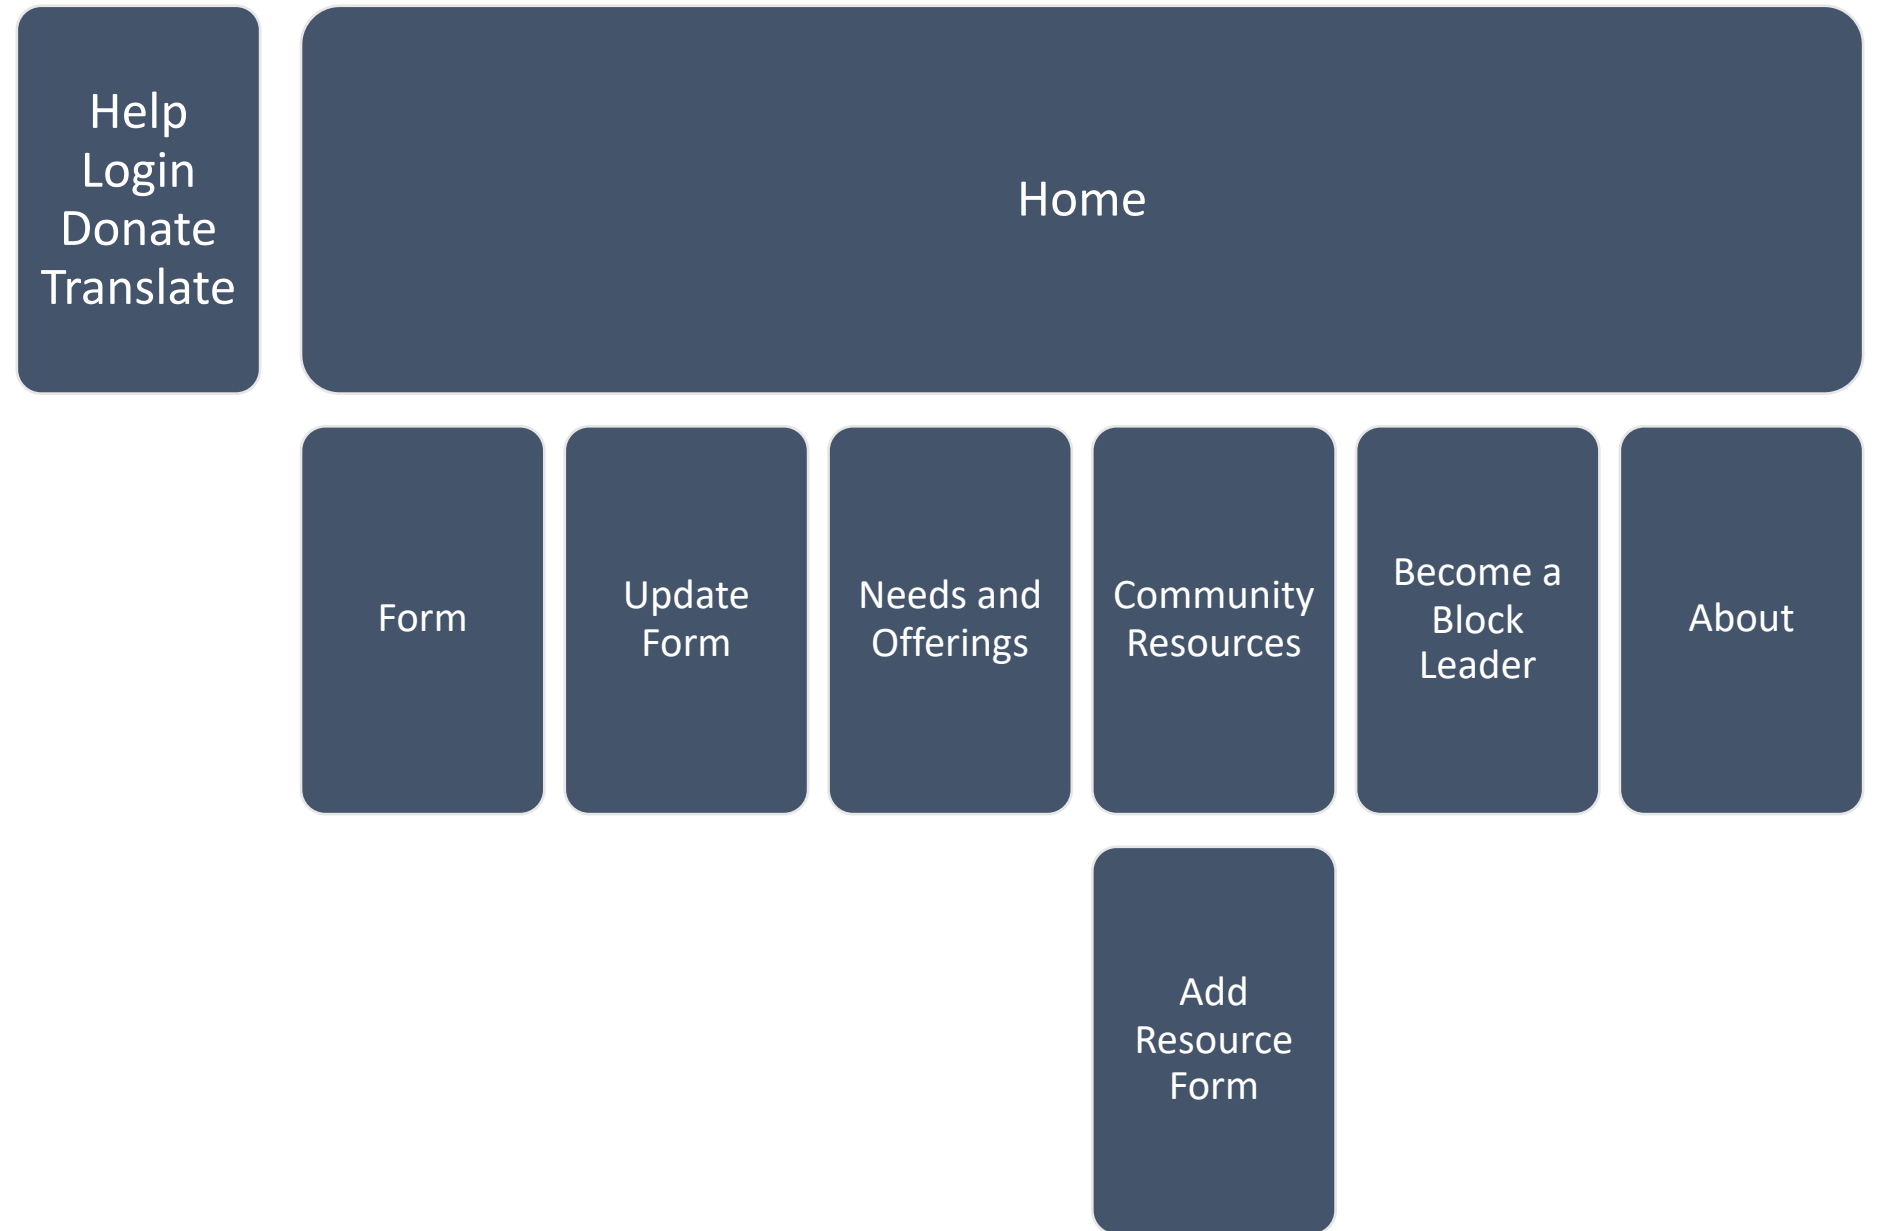 Help
Login
Donate
Translate
Home
Form
Update
Form
Needs and
Offerings
Community
Resources
Become a
Block
Leader
About
Add
Resource
Form